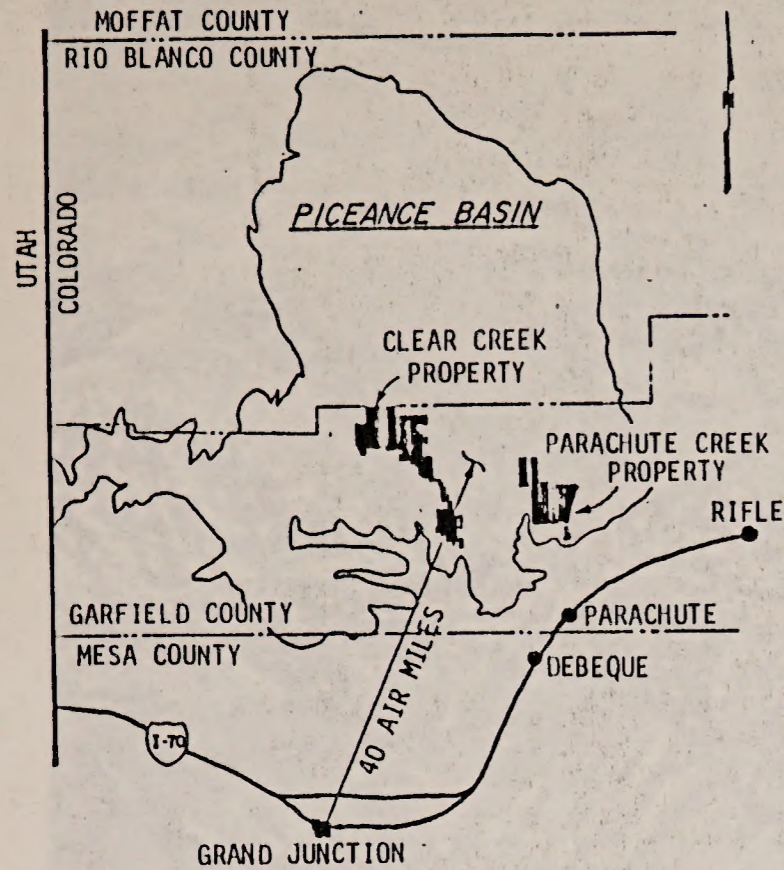 MOFFAT COUNTY
RIO BLANCO COUNTY
N
UTAH
COLORADO
PICEANCE BASIN
CLEAR CREEK
PROPERTY
PARACHUTE CREEK
PROPERTY
RIFLE
GARFIELD COUNTY
PARACHUTE
MESA COUNTY
DEBEQUE
40 AIR MILES
I-70
GRAND JUNCTION